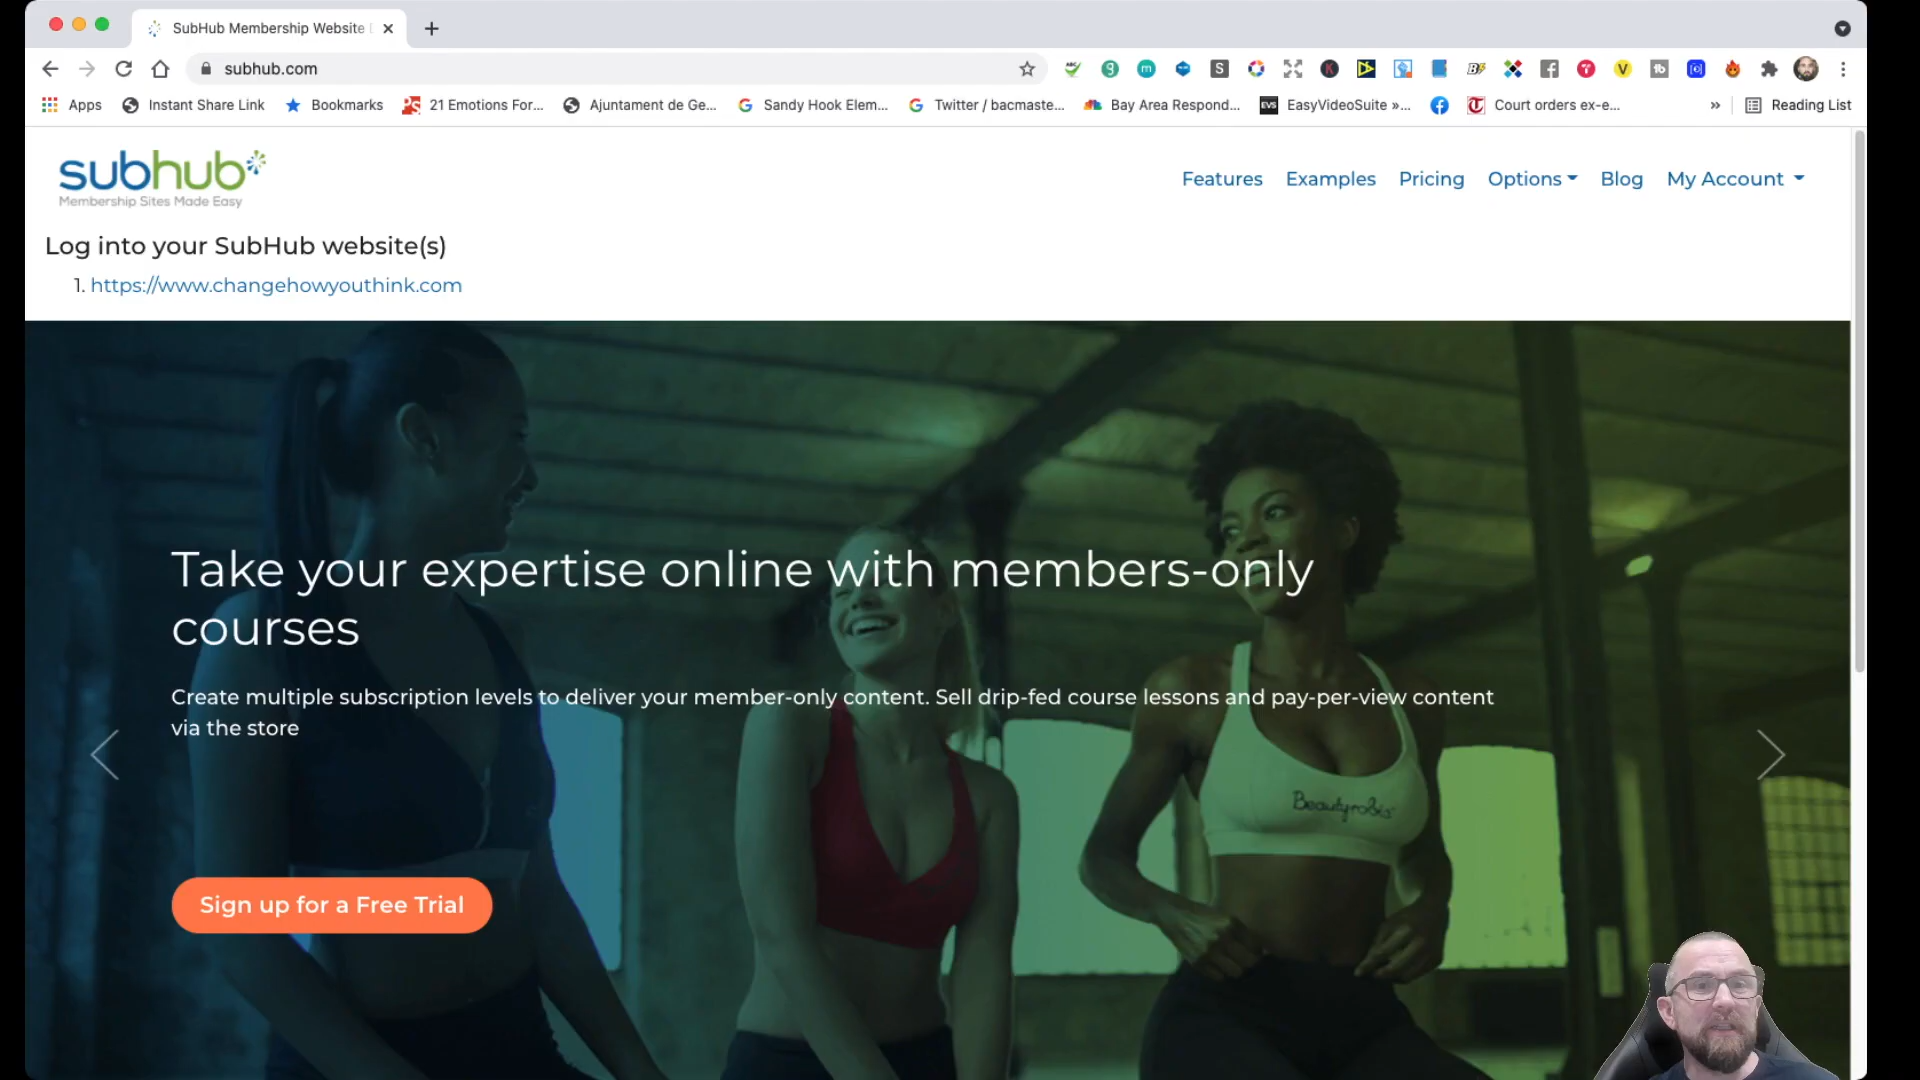 SubHub Membership Website
subhub.com
ABC
Apps
Instant Share Link
Bookmarks
21 Emotions For...
Ajuntament de Ge...
Sandy Hook Elem...
Twitter / bacmaste...
Bay Area Respond...
EVS
EasyVideoSuite »...
Court orders ex-e...
»
Reading List
subhub
Membership Sites Made Easy
Features
Examples
Pricing
Options
Blog
My Account
Log into your SubHub website(s)
1. https://www.changehowyouthink.com
Take your expertise online with members-only
courses
Create multiple subscription levels to deliver your member-only content. Sell drip-fed course lessons and pay-per-view content
via the store
Beautyrobic
Sign up for a Free Trial